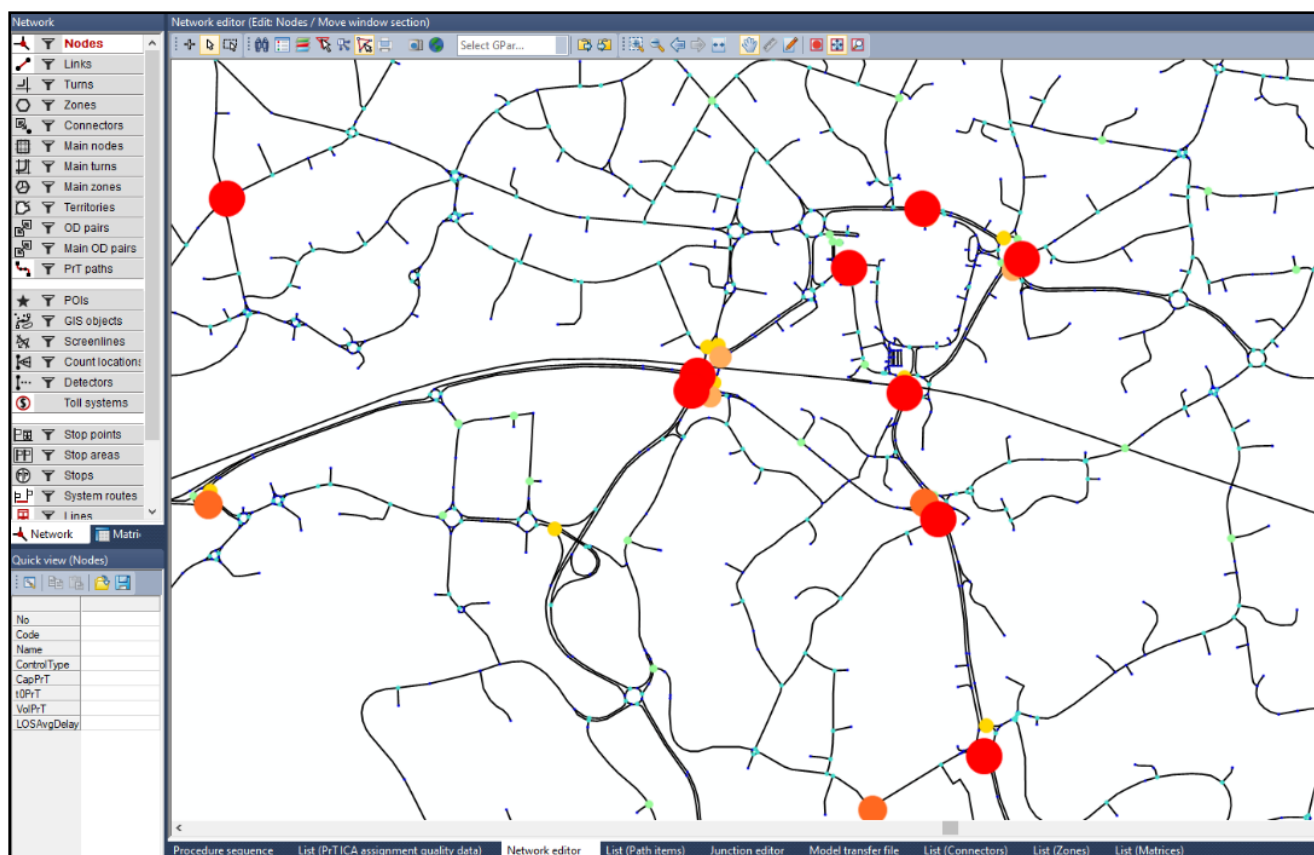 Network
Network editor (Edit: Nodes / Move window section)
Nodes
Select GPar...
Links
Turns
Zones
Connectors
Main nodes
Main turns
Main zones
Territories
OD pairs
Main OD pairs
PrT paths
POIs
GIS objects
Screenlines
Count locations
Detectors
Toll systems
Stop points
Stop areas
Stops
System routes
Lines
Network Matri
Quick view (Nodes)
No
Code
Name
ControlType
CapPrT
t0PrT
VolPrT
LOSAvgDelay
Procedure sequence List (PrT ICA assignment quality data) Network editor List (Path items) Junction editor Model transfer file List (Connectors) List (Zones) List (Matrices)